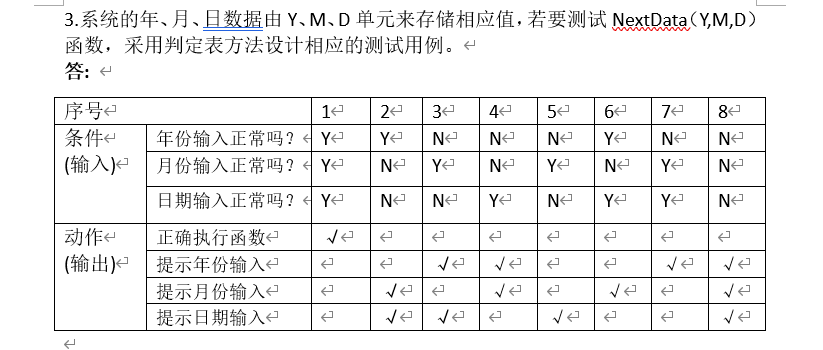 3.系统的年、月、日数据由 Y、M、D 单元来存储相应值，若要测试 NextData（Y,M,D）
函数，采用判定表方法设计相应的测试用例。
答:
序号 1 2 3 4 5 6 7 8
条件 年份输入正常吗？ Y Y N N N Y N N
(输入) 月份输入正常吗？ Y N Y N Y N Y N
日期输入正常吗？ Y N N Y N Y Y N
动作 正确执行函数 √
(输出) 提示年份输入 √ √ √ √
提示月份输入 √ √ √ √
提示日期输入 √ √ √ √